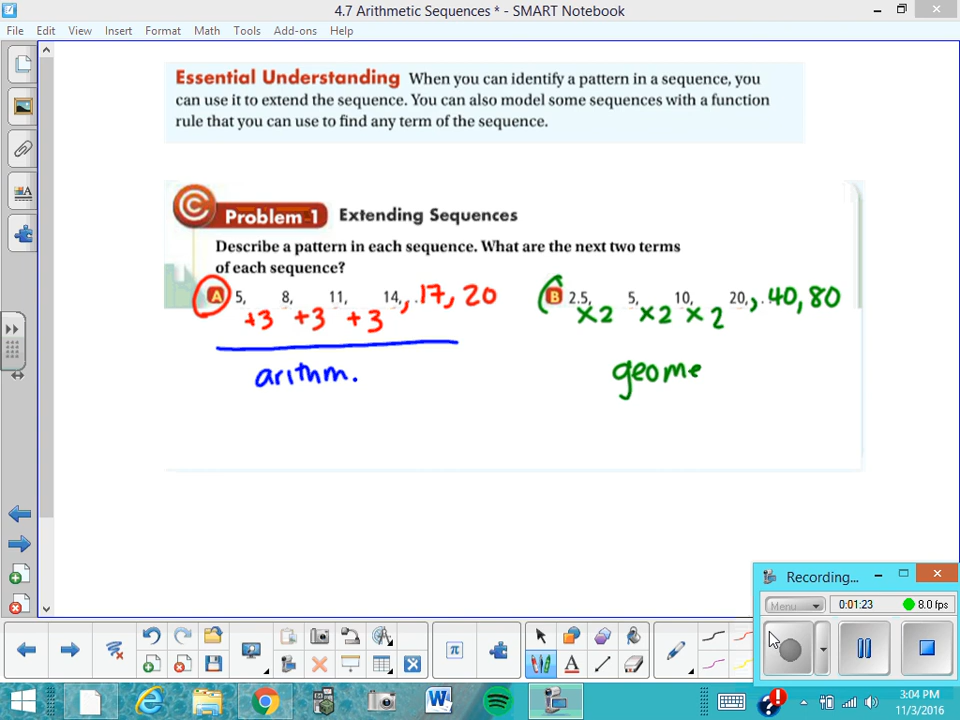 4.7 Arithmetic Sequences * - SMART Notebook
File Edit View Insert Format Math Tools Add-ons Help
Essential Understanding When you can identify a pattern in a sequence, you
can use it to extend the sequence. You can also model some sequences with a function
rule that you can use to find any term of the sequence.
C
Problem 1 Extending Sequences
Describe a pattern in each sequence. What are the next two terms
of each sequence?
A 5, 8, 11, 14, . , 17, 20
+3 +3 +3
arithm.
B 2.5, 5, 10, 20, . , 40, 80
×2 ×2 ×2
geome
Recording...
Menu 0:01:23 8.0 fps
π
A
W
3:04 PM
11/3/2016